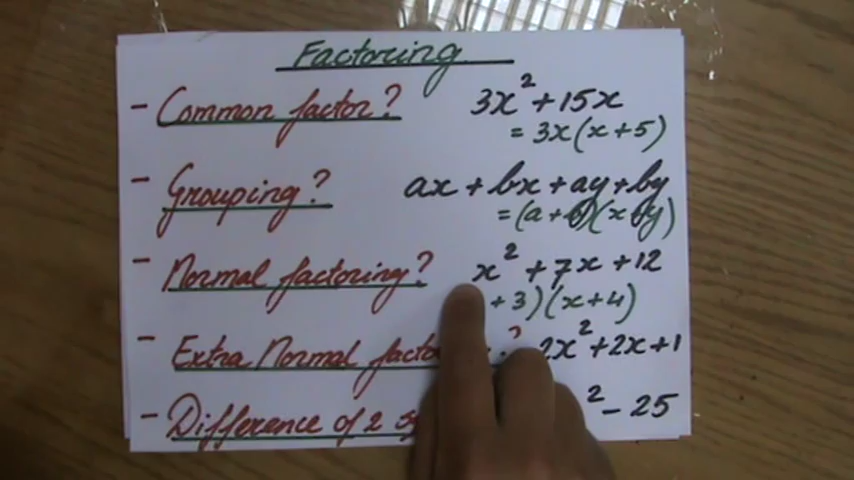 Factoring
- Common factor? 3x² + 15x
= 3x(x+5)
- Grouping? ax + bx + ay + by
= (a+b)(x+y)
- Normal factoring? x² + 7x + 12
+3)(x+4)
- Extra Normal ? 2x² + 2x + 1
- Difference of 2 ² - 25